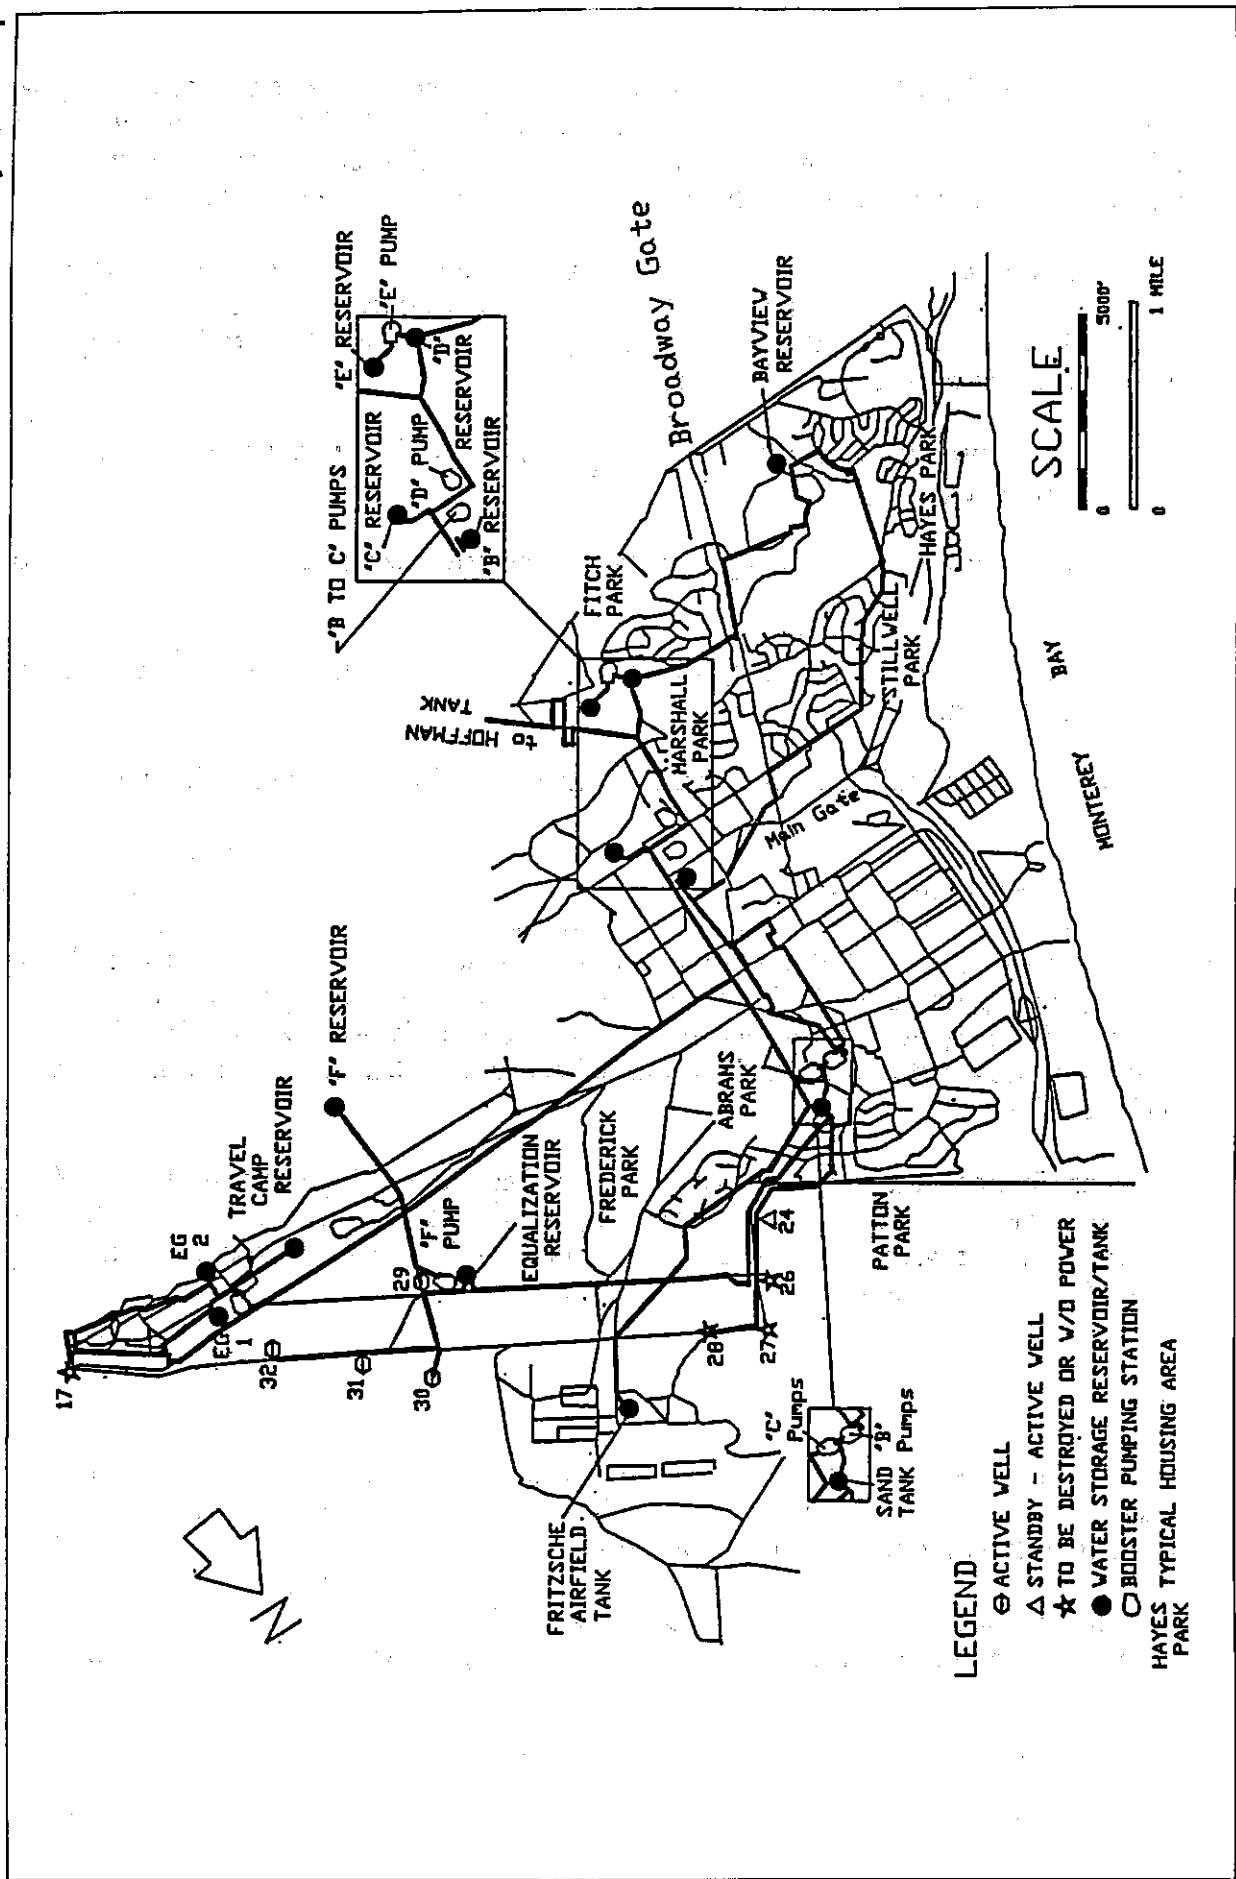 "B TO C" PUMPS
"E" RESERVOIR
"E" PUMP
"C" RESERVOIR
"D" PUMP
"D"
RESERVOIR
"B" RESERVOIR
Broadway Gate
BAYVIEW
RESERVOIR
FITCH
PARK
to HOFFMAN
TANK
MARSHALL
PARK
STILLWELL
PARK
HAYES PARK
Main Gate
MONTEREY
BAY
SCALE
0
5000'
0
1 MILE
"F" RESERVOIR
TRAVEL
CAMP
RESERVOIR
EG
2
EG
1
17
32
31
30
29
"F"
PUMP
EQUALIZATION
RESERVOIR
FREDERICK
PARK
ABRAMS
PARK
PATTON
PARK
24
26
27
28
FRITZSCHE
AIRFIELD
TANK
"C"
Pumps
"B"
Pumps
SAND
TANK
N
LEGEND
ACTIVE WELL
STANDBY - ACTIVE WELL
TO BE DESTROYED OR W/O POWER
WATER STORAGE RESERVOIR/TANK
BOOSTER PUMPING STATION
HAYES TYPICAL HOUSING AREA
PARK